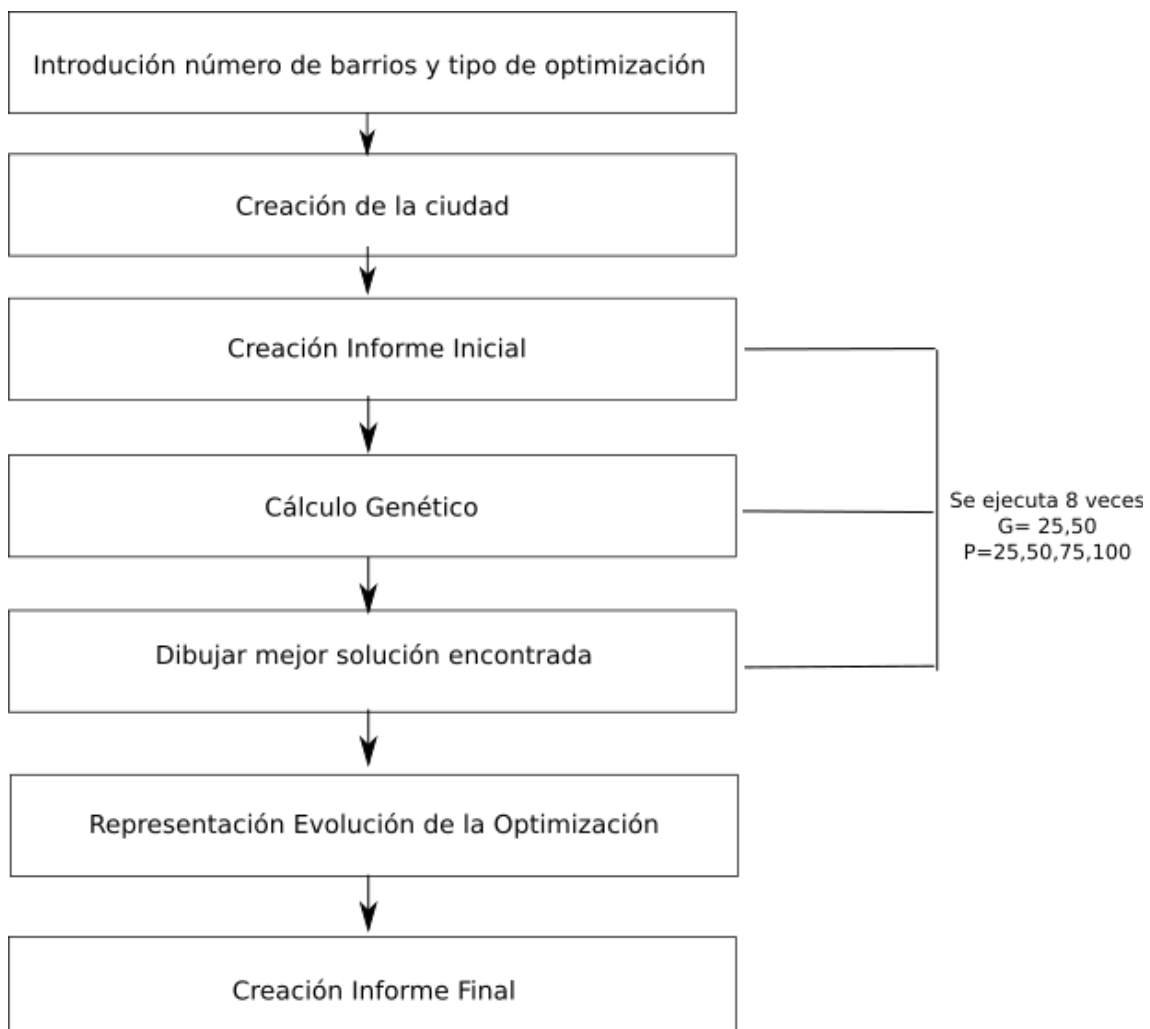 Introdución número de barrios y tipo de optimización
Creación de la ciudad
Creación Informe Inicial
Cálculo Genético
Se ejecuta 8 veces
G= 25,50
P=25,50,75,100
Dibujar mejor solución encontrada
Representación Evolución de la Optimización
Creación Informe Final